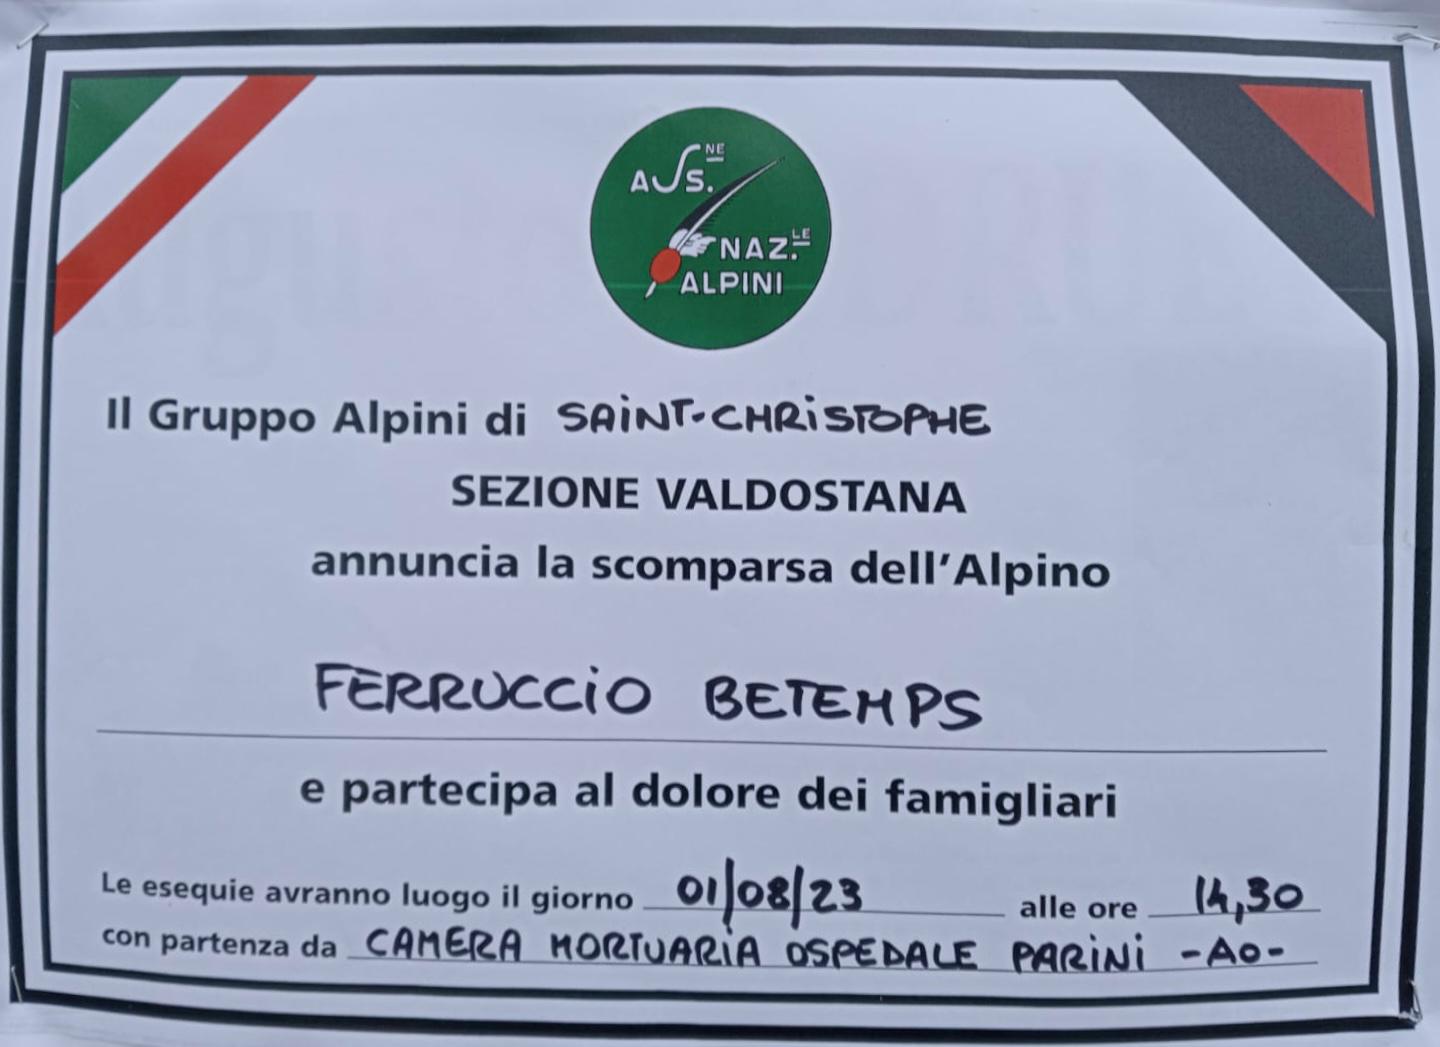 ASS.NE
NAZ.LE
ALPINI
Il Gruppo Alpini di SAiNT-CHRiSTOPHE
SEZIONE VALDOSTANA
annuncia la scomparsa dell'Alpino
FERRUCCiO BETEMPS
e partecipa al dolore dei famigliari
Le esequie avranno luogo il giorno 01/08/23 alle ore 14,30
con partenza da CAMERA MORTUARiA OSPEDALE PARiNi -AO-